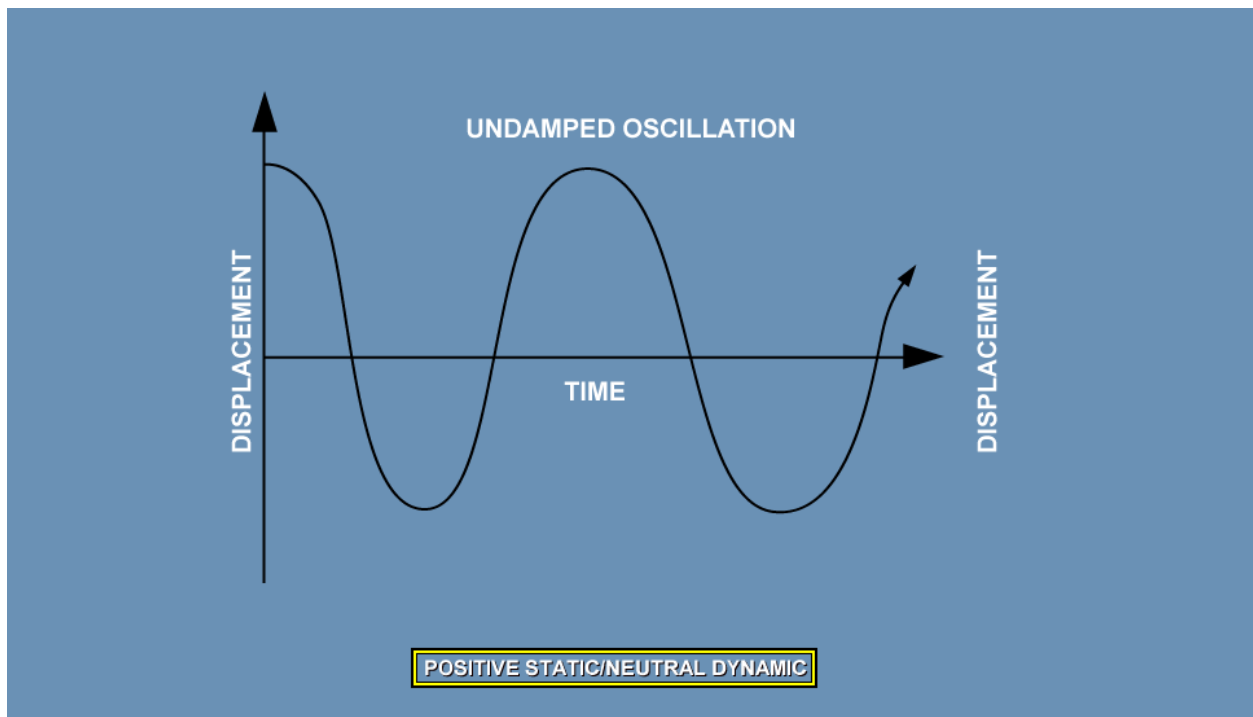 UNDAMPED OSCILLATION
DISPLACEMENT
TIME
DISPLACEMENT
POSITIVE STATIC/NEUTRAL DYNAMIC